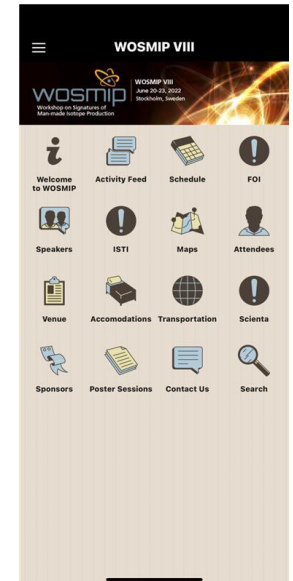 WOSMIP VIII
wosmip
Workshop on Signatures of
Man-made Isotope Production
WOSMIP VIII
June 20-23, 2022
Stockholm, Sweden
Welcome
to WOSMIP
Activity Feed
Schedule
FOI
Speakers
ISTI
Maps
Attendees
Venue
Accomodations
Transportation
Scienta
Sponsors
Poster Sessions
Contact Us
Search